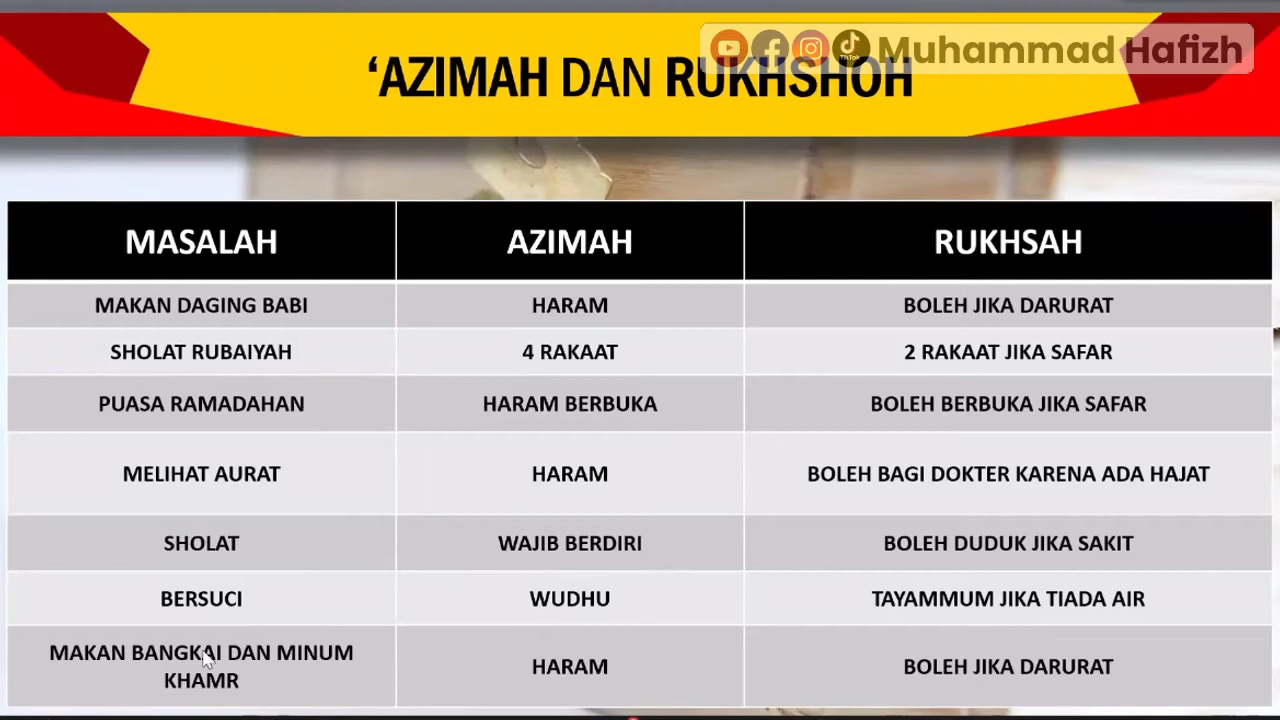 Muhammad Hafizh
‘AZIMAH DAN RUKHSHOH
MASALAH AZIMAH RUKHSAH
MAKAN DAGING BABI HARAM BOLEH JIKA DARURAT
SHOLAT RUBAIYAH 4 RAKAAT 2 RAKAAT JIKA SAFAR
PUASA RAMADAHAN HARAM BERBUKA BOLEH BERBUKA JIKA SAFAR
MELIHAT AURAT HARAM BOLEH BAGI DOKTER KARENA ADA HAJAT
SHOLAT WAJIB BERDIRI BOLEH DUDUK JIKA SAKIT
BERSUCI WUDHU TAYAMMUM JIKA TIADA AIR
MAKAN BANGKAI DAN MINUM
KHAMR HARAM BOLEH JIKA DARURAT